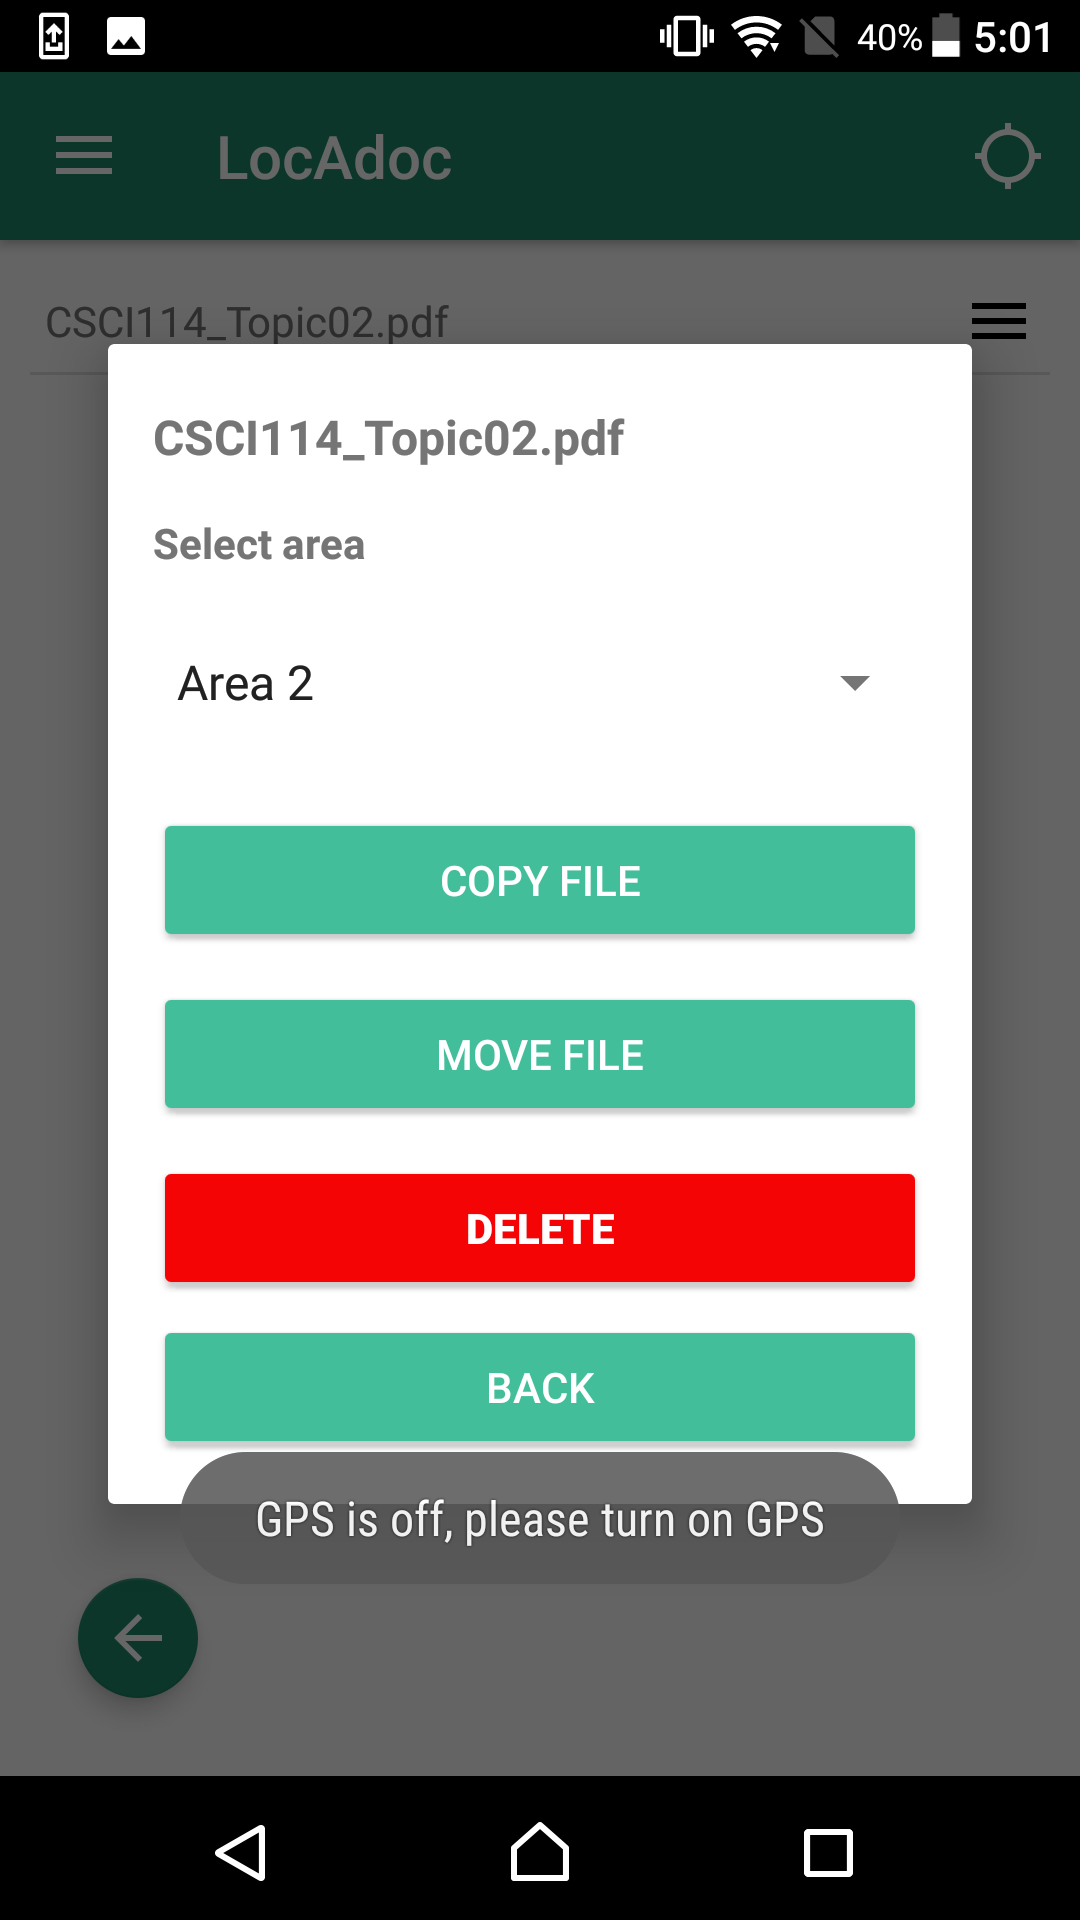 40% 5:01
LocAdoc
CSCI114_Topic02.pdf
CSCI114_Topic02.pdf
Select area
Area 2
COPY FILE
MOVE FILE
DELETE
BACK
GPS is off, please turn on GPS